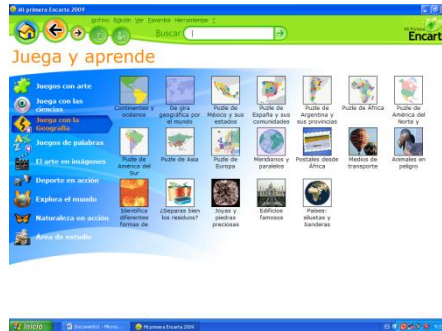 Mi primera Encarta 2009
Archivo Edición Ver Favoritos Herramientas ?
Buscar
Mi Primera
Encarta
Juega y aprende
Juegos con arte
Juega con las
ciencias
Juega con la
Geografía
Juegos de palabras
El arte en imágenes
Deporte en acción
Explora el mundo
Naturaleza en acción
Área de estudio
Continentes y
océanos
De gira
geográfica por
el mundo
Puzle de
México y sus
estados
Puzle de
España y sus
comunidades
Puzle de
Argentina y
sus provincias
Puzle de África
Puzle de
América del
Norte y
Puzle de
América del
Sur
Puzle de Asia
Puzle de
Europa
Meridianos y
paralelos
Postales desde
África
Medios de
transporte
Animales en
peligro
Identifica
diferentes
formas de
¿Separas bien
los residuos?
Joyas y
piedras
preciosas
Edificios
famosos
Países:
siluetas y
banderas
Inicio
Documento1 - Micros...
Mi primera Encarta 2009